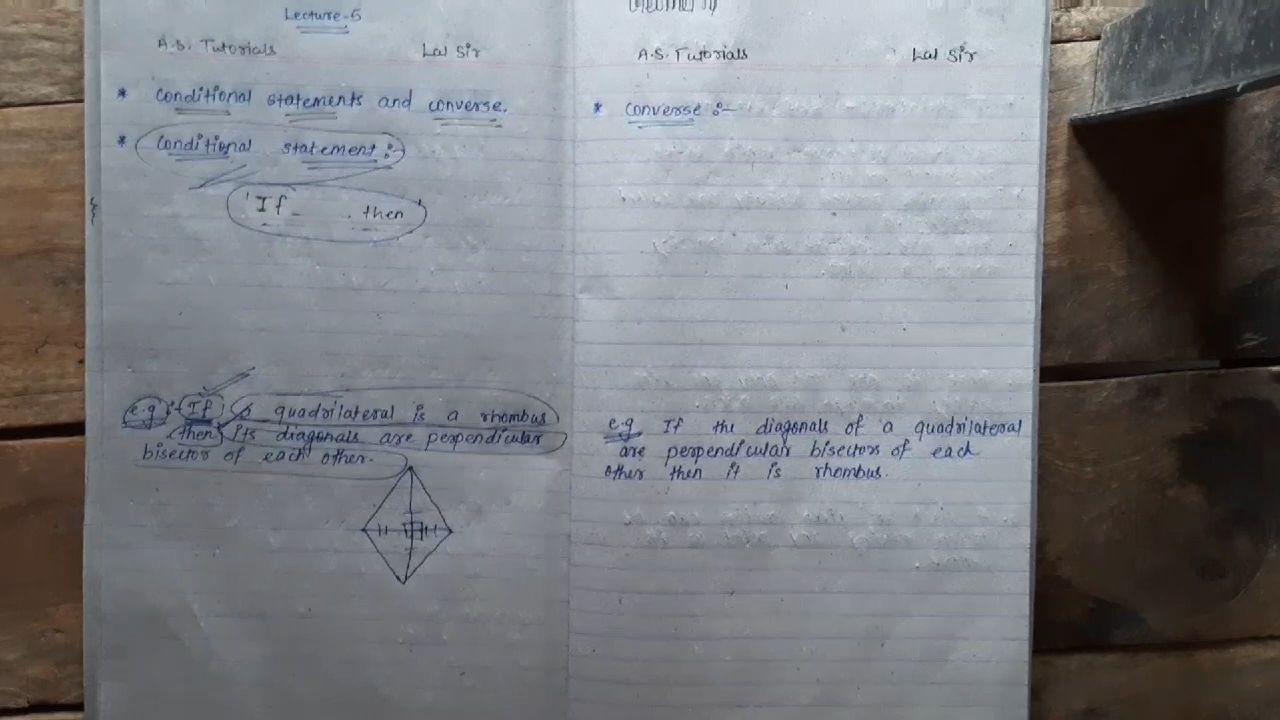 Lecture-5
A.S. Tutorials Lal Sir
* Conditional statements and converse.
* Conditional statement :-
'If - . then'
e.g :- If a quadrilateral is a rhombus
then its diagonals are perpendicular
bisector of each other.
A.S. Tutorials Lal Sir
* Converse :-
e.g If the diagonals of a quadrilateral
are perpendicular bisectors of each
other then it is rhombus.